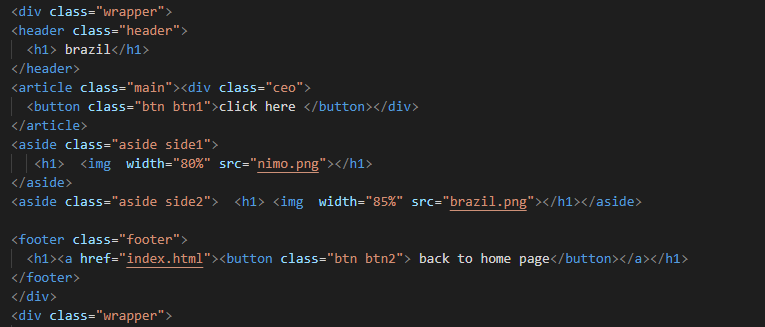 <div class="wrapper">
<header class="header">
<h1> brazil</h1>
</header>
<article class="main"><div class="ceo">
<button class="btn btn1">click here </button></div>
</article>
<aside class="aside side1">
<h1>  <img  width="80%" src="nimo.png"></h1>
</aside>
<aside class="aside side2">  <h1> <img  width="85%" src="brazil.png"></h1></aside>
<footer class="footer">
<h1><a href="index.html"><button class="btn btn2"> back to home page</button></a></h1>
</footer>
</div>
<div class="wrapper">